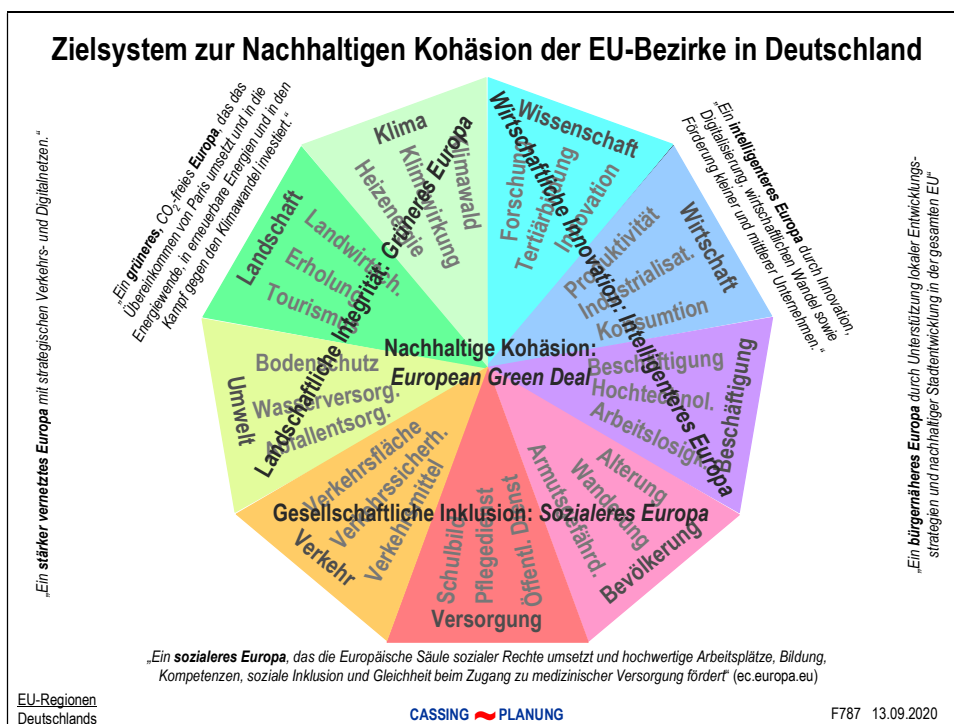 Zielsystem zur Nachhaltigen Kohäsion der EU-Bezirke in Deutschland
„Ein stärker vernetztes Europa mit strategischen Verkehrs- und Digitalnetzen.“
„Ein grüneres, CO₂-freies Europa, das das
Übereinkommen von Paris umsetzt und in die
Energiewende, in erneuerbare Energien und in den
Kampf gegen den Klimawandel investiert.“
„Ein intelligenteres Europa durch Innovation,
Digitalisierung, wirtschaftlichen Wandel sowie
Förderung kleiner und mittlerer Unternehmen.“
„Ein bürgernäheres Europa durch Unterstützung lokaler Entwicklungs-
strategien und nachhaltiger Stadtentwicklung in der gesamten EU“
Klima
Heizenergie
Klimawirkung
Klimawald
Wissenschaft
Forschung
Tertiärbildung
Innovation
Wirtschaft
Produktivität
Industrialisat.
Konsumtion
Landschaft
Landwirtsch.
Erholung
Tourismus
Landschaftliche Integrität: Grüneres Europa
Wirtschaftliche Innovation: Intelligenteres Europa
Nachhaltige Kohäsion:
European Green Deal
Umwelt
Bodenschutz
Wasserversorg.
Abfallentsorg.
Beschäftigung
Beschäftigung
Hochtechnol.
Arbeitslosigk.
Verkehr
Verkehrsfläche
Verkehrssicherh.
Verkehrsmittel
Gesellschaftliche Inklusion: Sozialeres Europa
Versorgung
Schulbild.
Pflegedienst
Öffentl. Dienst
Bevölkerung
Armutsgefährd.
Wanderung
Alterung
„Ein sozialeres Europa, das die Europäische Säule sozialer Rechte umsetzt und hochwertige Arbeitsplätze, Bildung,
Kompetenzen, soziale Inklusion und Gleichheit beim Zugang zu medizinischer Versorgung fördert“ (ec.europa.eu)
EU-Regionen
Deutschlands
CASSING PLANUNG
F787 13.09.2020